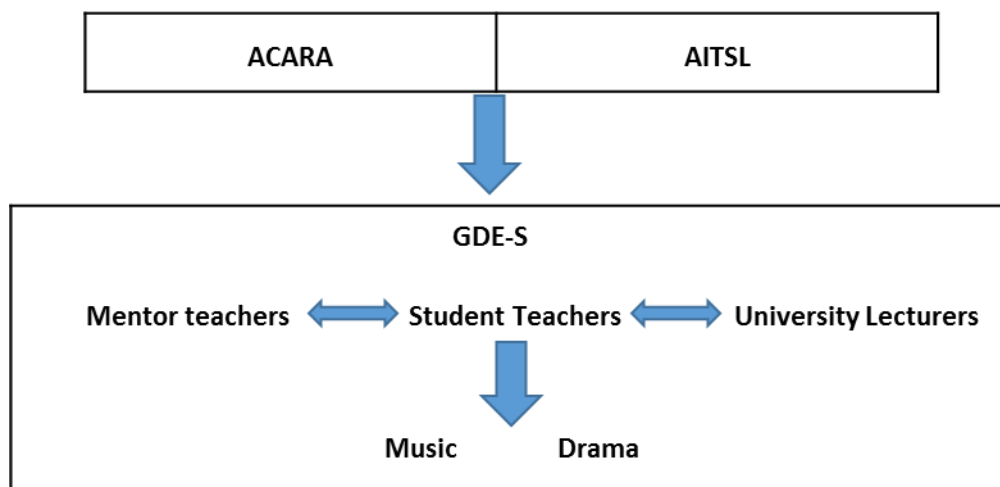 ACARA AITSL
GDE-S
Mentor teachers Student Teachers University Lecturers
Music Drama